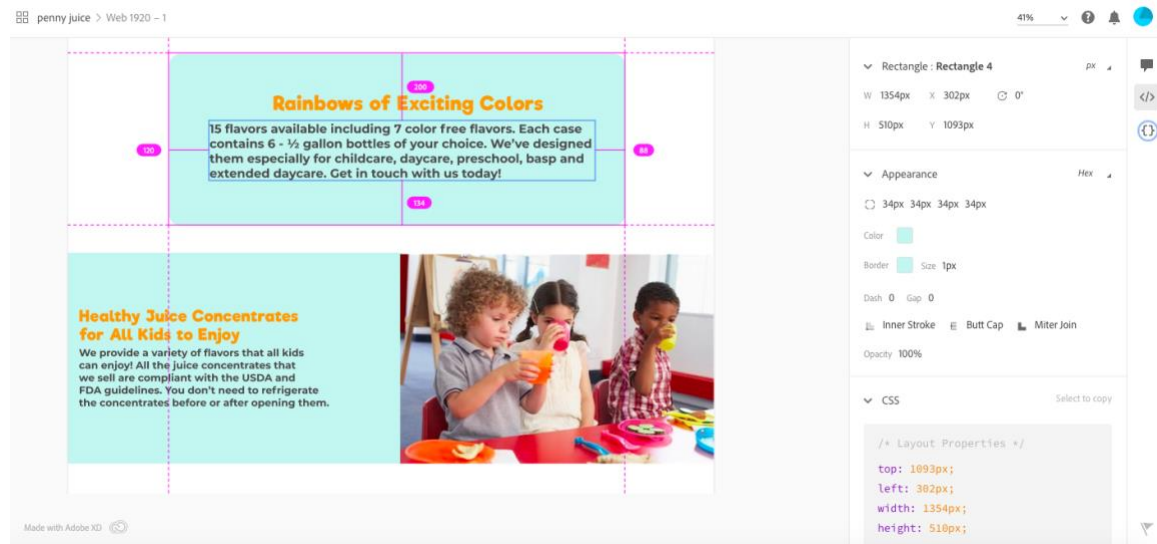 penny juice > Web 1920 – 1
41%
Rectangle : Rectangle 4 px
W 1354px X 302px 0°
H 510px Y 1093px
Appearance Hex
34px 34px 34px 34px
Color
Border Size 1px
Dash 0 Gap 0
Inner Stroke Butt Cap Miter Join
Opacity 100%
CSS Select to copy
/* Layout Properties */
top: 1093px;
left: 302px;
width: 1354px;
height: 510px;
200
Rainbows of Exciting Colors
15 flavors available including 7 color free flavors. Each case
contains 6 - ½ gallon bottles of your choice. We've designed
them especially for childcare, daycare, preschool, basp and
extended daycare. Get in touch with us today!
120
88
134
Healthy Juice Concentrates
for All Kids to Enjoy
We provide a variety of flavors that all kids
can enjoy! All the juice concentrates that
we sell are compliant with the USDA and
FDA guidelines. You don't need to refrigerate
the concentrates before or after opening them.
Made with Adobe XD